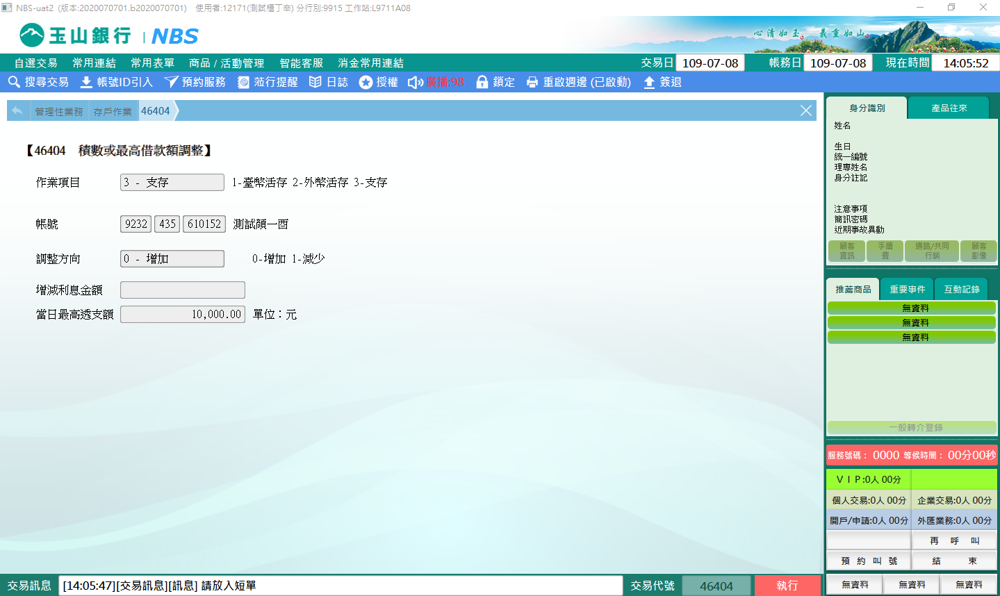 NBS-uat2 (版本:2020070701.b2020070701) 使用者:12171(測試櫃丁辛) 分行別:9915 工作站:L9711A08
玉山銀行 | NBS
心清如玉。義重如山。
自選交易 常用連結 常用表單 商品 / 活動管理 智能客服 消金常用連結 交易日 109-07-08 帳務日 109-07-08 現在時間 14:05:52
搜尋交易 帳號ID引入 預約服務 蒞行提醒 日誌 授權 廣播:98 鎖定 重啟週邊 (已啟動) 簽退
管理性業務 存戶作業 46404
【46404 積數或最高借款額調整】
作業項目 3 - 支存 1-臺幣活存 2-外幣活存 3-支存
帳號 9232 435 610152 測試顏一酉
調整方向 0 - 增加 0-增加 1-減少
增減利息金額
當日最高透支額 10,000.00 單位：元
身分識別 產品往來
姓名
生日
統一編號
理專姓名
身分註記
注意事項
簡訊密碼
近期事故異動
顧客資訊 手續費 通路/共同行銷 顧客影像
推薦商品 重要事件 互動記錄
無資料
無資料
無資料
一般轉介登錄
服務號碼： 0000 等候時間： 00分00秒
ＶＩＰ:0人 00分
個人交易:0人 00分 企業交易:0人 00分
開戶/申請:0人 00分 外匯業務:0人 00分
再 呼 叫
預 約 叫 號 結 束
無資料 無資料 無資料
交易訊息 [14:05:47][交易訊息][訊息] 請放入短單 交易代號 46404 執行